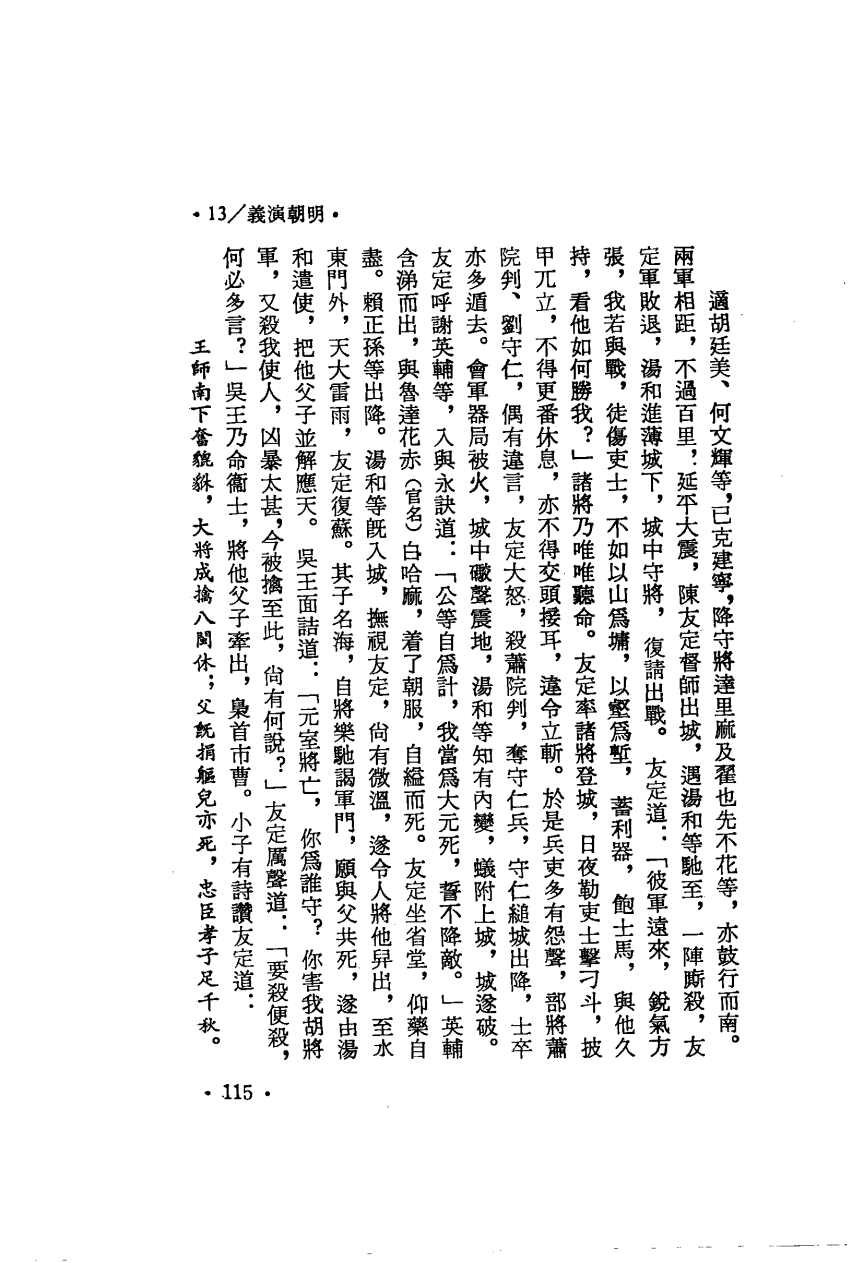 ·13／義演朝明·
適胡廷美、何文輝等，已克建寧，降守將達里麻及翟也先不花等，亦鼓行而南。
兩軍相距，不過百里，延平大震，陳友定督師出城，遇湯和等馳至，一陣廝殺，友
定軍敗退，湯和進薄城下，城中守將，復請出戰。友定道：「彼軍遠來，銳氣方
張，我若與戰，徒傷吏士，不如以山爲墉，以壑爲塹，蓄利器，飽士馬，與他久
持，看他如何勝我？」諸將乃唯唯聽命。友定率諸將登城，日夜勒吏士擊刁斗，披
甲兀立，不得更番休息，亦不得交頭接耳，違令立斬。於是兵吏多有怨聲，部將蕭
院判、劉守仁，偶有違言，友定大怒，殺蕭院判，奪守仁兵，守仁縋城出降，士卒
亦多遁去。會軍器局被火，城中礮聲震地，湯和等知有內變，蟻附上城，城遂破。
友定呼謝英輔等，入與永訣道：「公等自爲計，我當爲大元死，誓不降敵。」英輔
含涕而出，與魯達花赤（官名）白哈麻，着了朝服，自縊而死。友定坐省堂，仰藥自
盡。賴正孫等出降。湯和等旣入城，撫視友定，尙有微溫，遂令人將他舁出，至水
東門外，天大雷雨，友定復蘇。其子名海，自將樂馳謁軍門，願與父共死，遂由湯
和遣使，把他父子並解應天。吳王面詰道：「元室將亡，你爲誰守？你害我胡將
軍，又殺我使人，凶暴太甚，今被擒至此，尙有何說？」友定厲聲道：「要殺便殺，
何必多言？」吳王乃命衞士，將他父子牽出，梟首市曹。小子有詩讚友定道：
王師南下奮貔貅，大將成擒八閩休；父旣捐軀兒亦死，忠臣孝子足千秋。
·115·